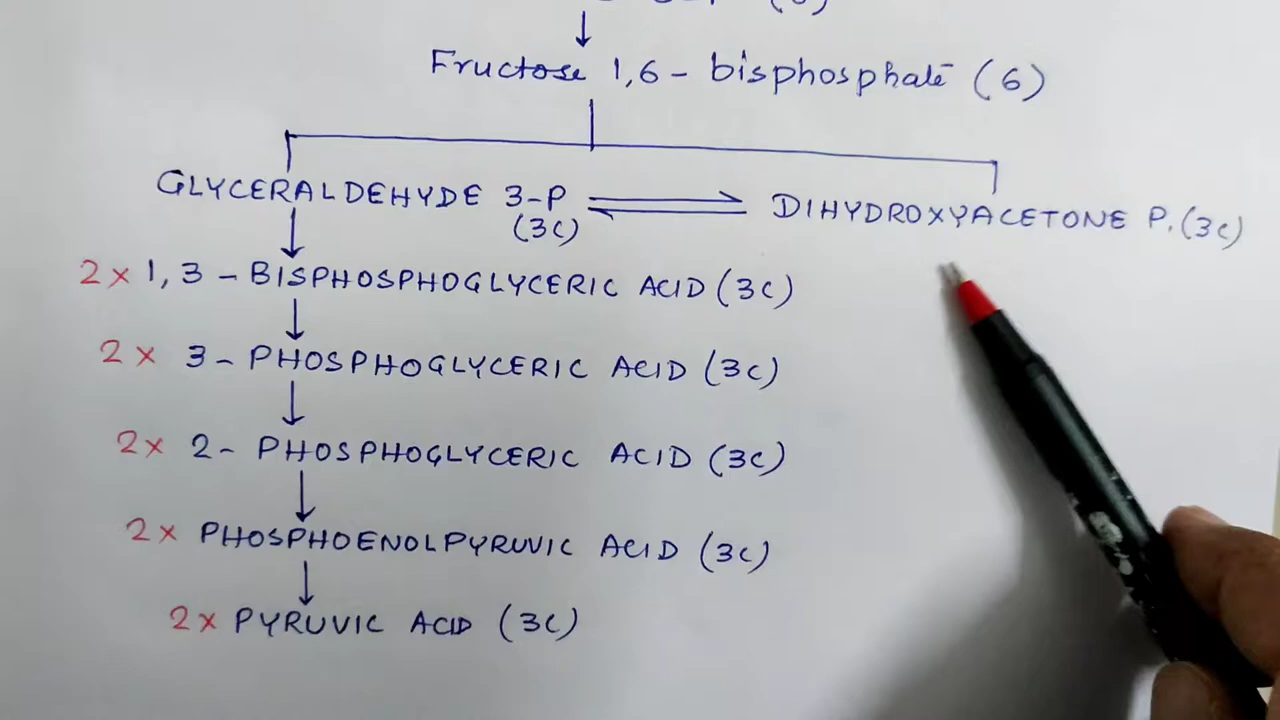 Fructose 1,6 - bisphosphate (6)
GLYCERALDEHYDE 3-P ⇌ DIHYDROXYACETONE P. (3C)
(3C)
2 x 1, 3 - BISPHOSPHOGLYCERIC ACID (3C)
2 x 3 - PHOSPHOGLYCERIC ACID (3C)
2 x 2 - PHOSPHOGLYCERIC ACID (3C)
2 x PHOSPHOENOLPYRUVIC ACID (3C)
2 x PYRUVIC ACID (3C)